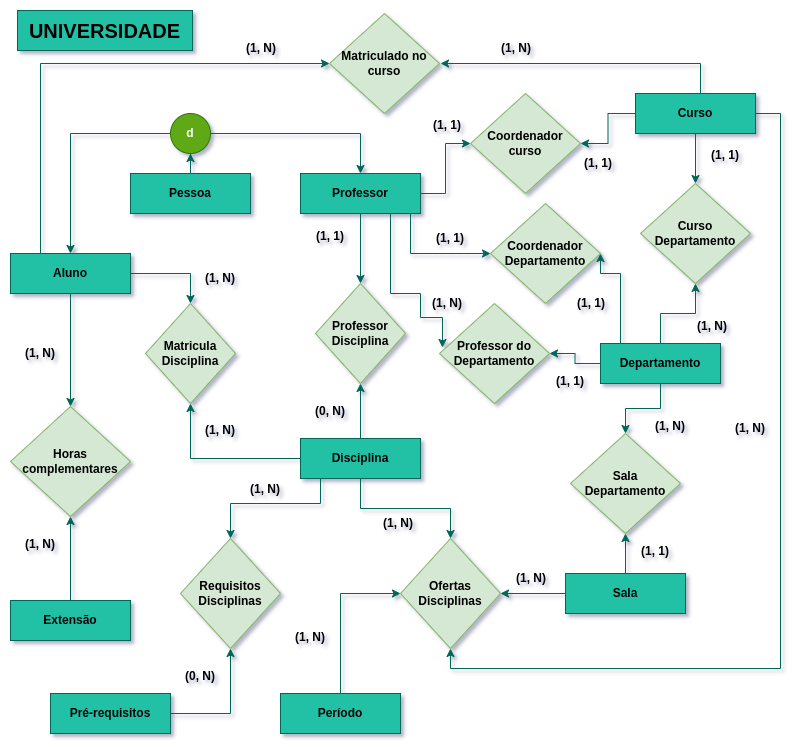 UNIVERSIDADE
(1, N)
Matriculado no
curso
(1, N)
Curso
(1, 1)
Coordenador
curso
(1, 1)
(1, 1)
d
Pessoa
Professor
Curso
Departamento
(1, 1)
(1, 1)
Coordenador
Departamento
Aluno
(1, N)
(1, N)
(1, 1)
(1, N)
Professor
Disciplina
Matricula
Disciplina
Professor do
Departamento
Departamento
(1, N)
(1, 1)
(0, N)
(1, N)
(1, N)
(1, N)
Horas
complementares
Disciplina
Sala
Departamento
(1, N)
(1, N)
(1, N)
(1, 1)
Requisitos
Disciplinas
Ofertas
Disciplinas
(1, N)
Sala
Extensão
(1, N)
(0, N)
Pré-requisitos
Período